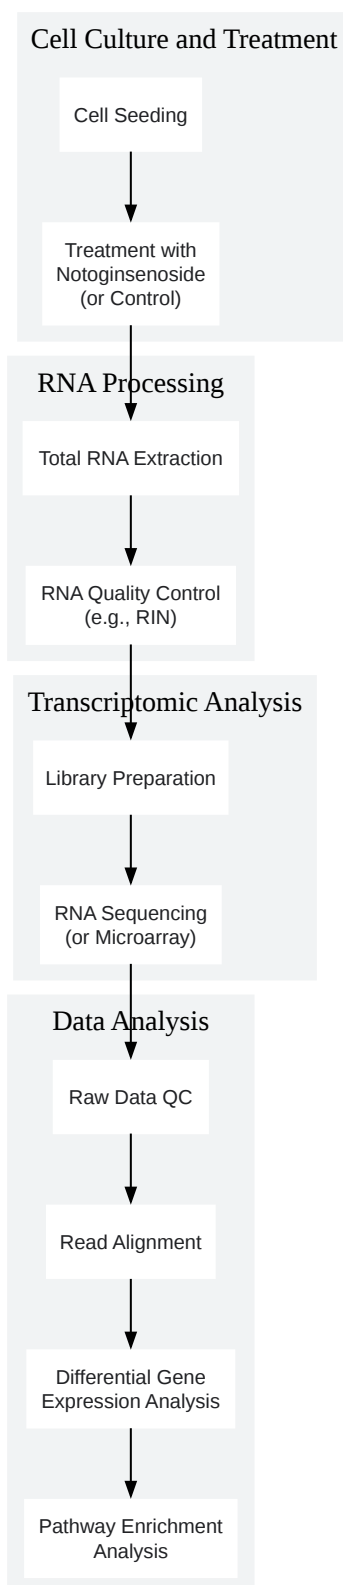 Cell Culture and Treatment
Cell Seeding
Treatment with
Notoginsenoside
(or Control)
RNA Processing
Total RNA Extraction
RNA Quality Control
(e.g., RIN)
Transcriptomic Analysis
Library Preparation
RNA Sequencing
(or Microarray)
Data Analysis
Raw Data QC
Read Alignment
Differential Gene
Expression Analysis
Pathway Enrichment
Analysis